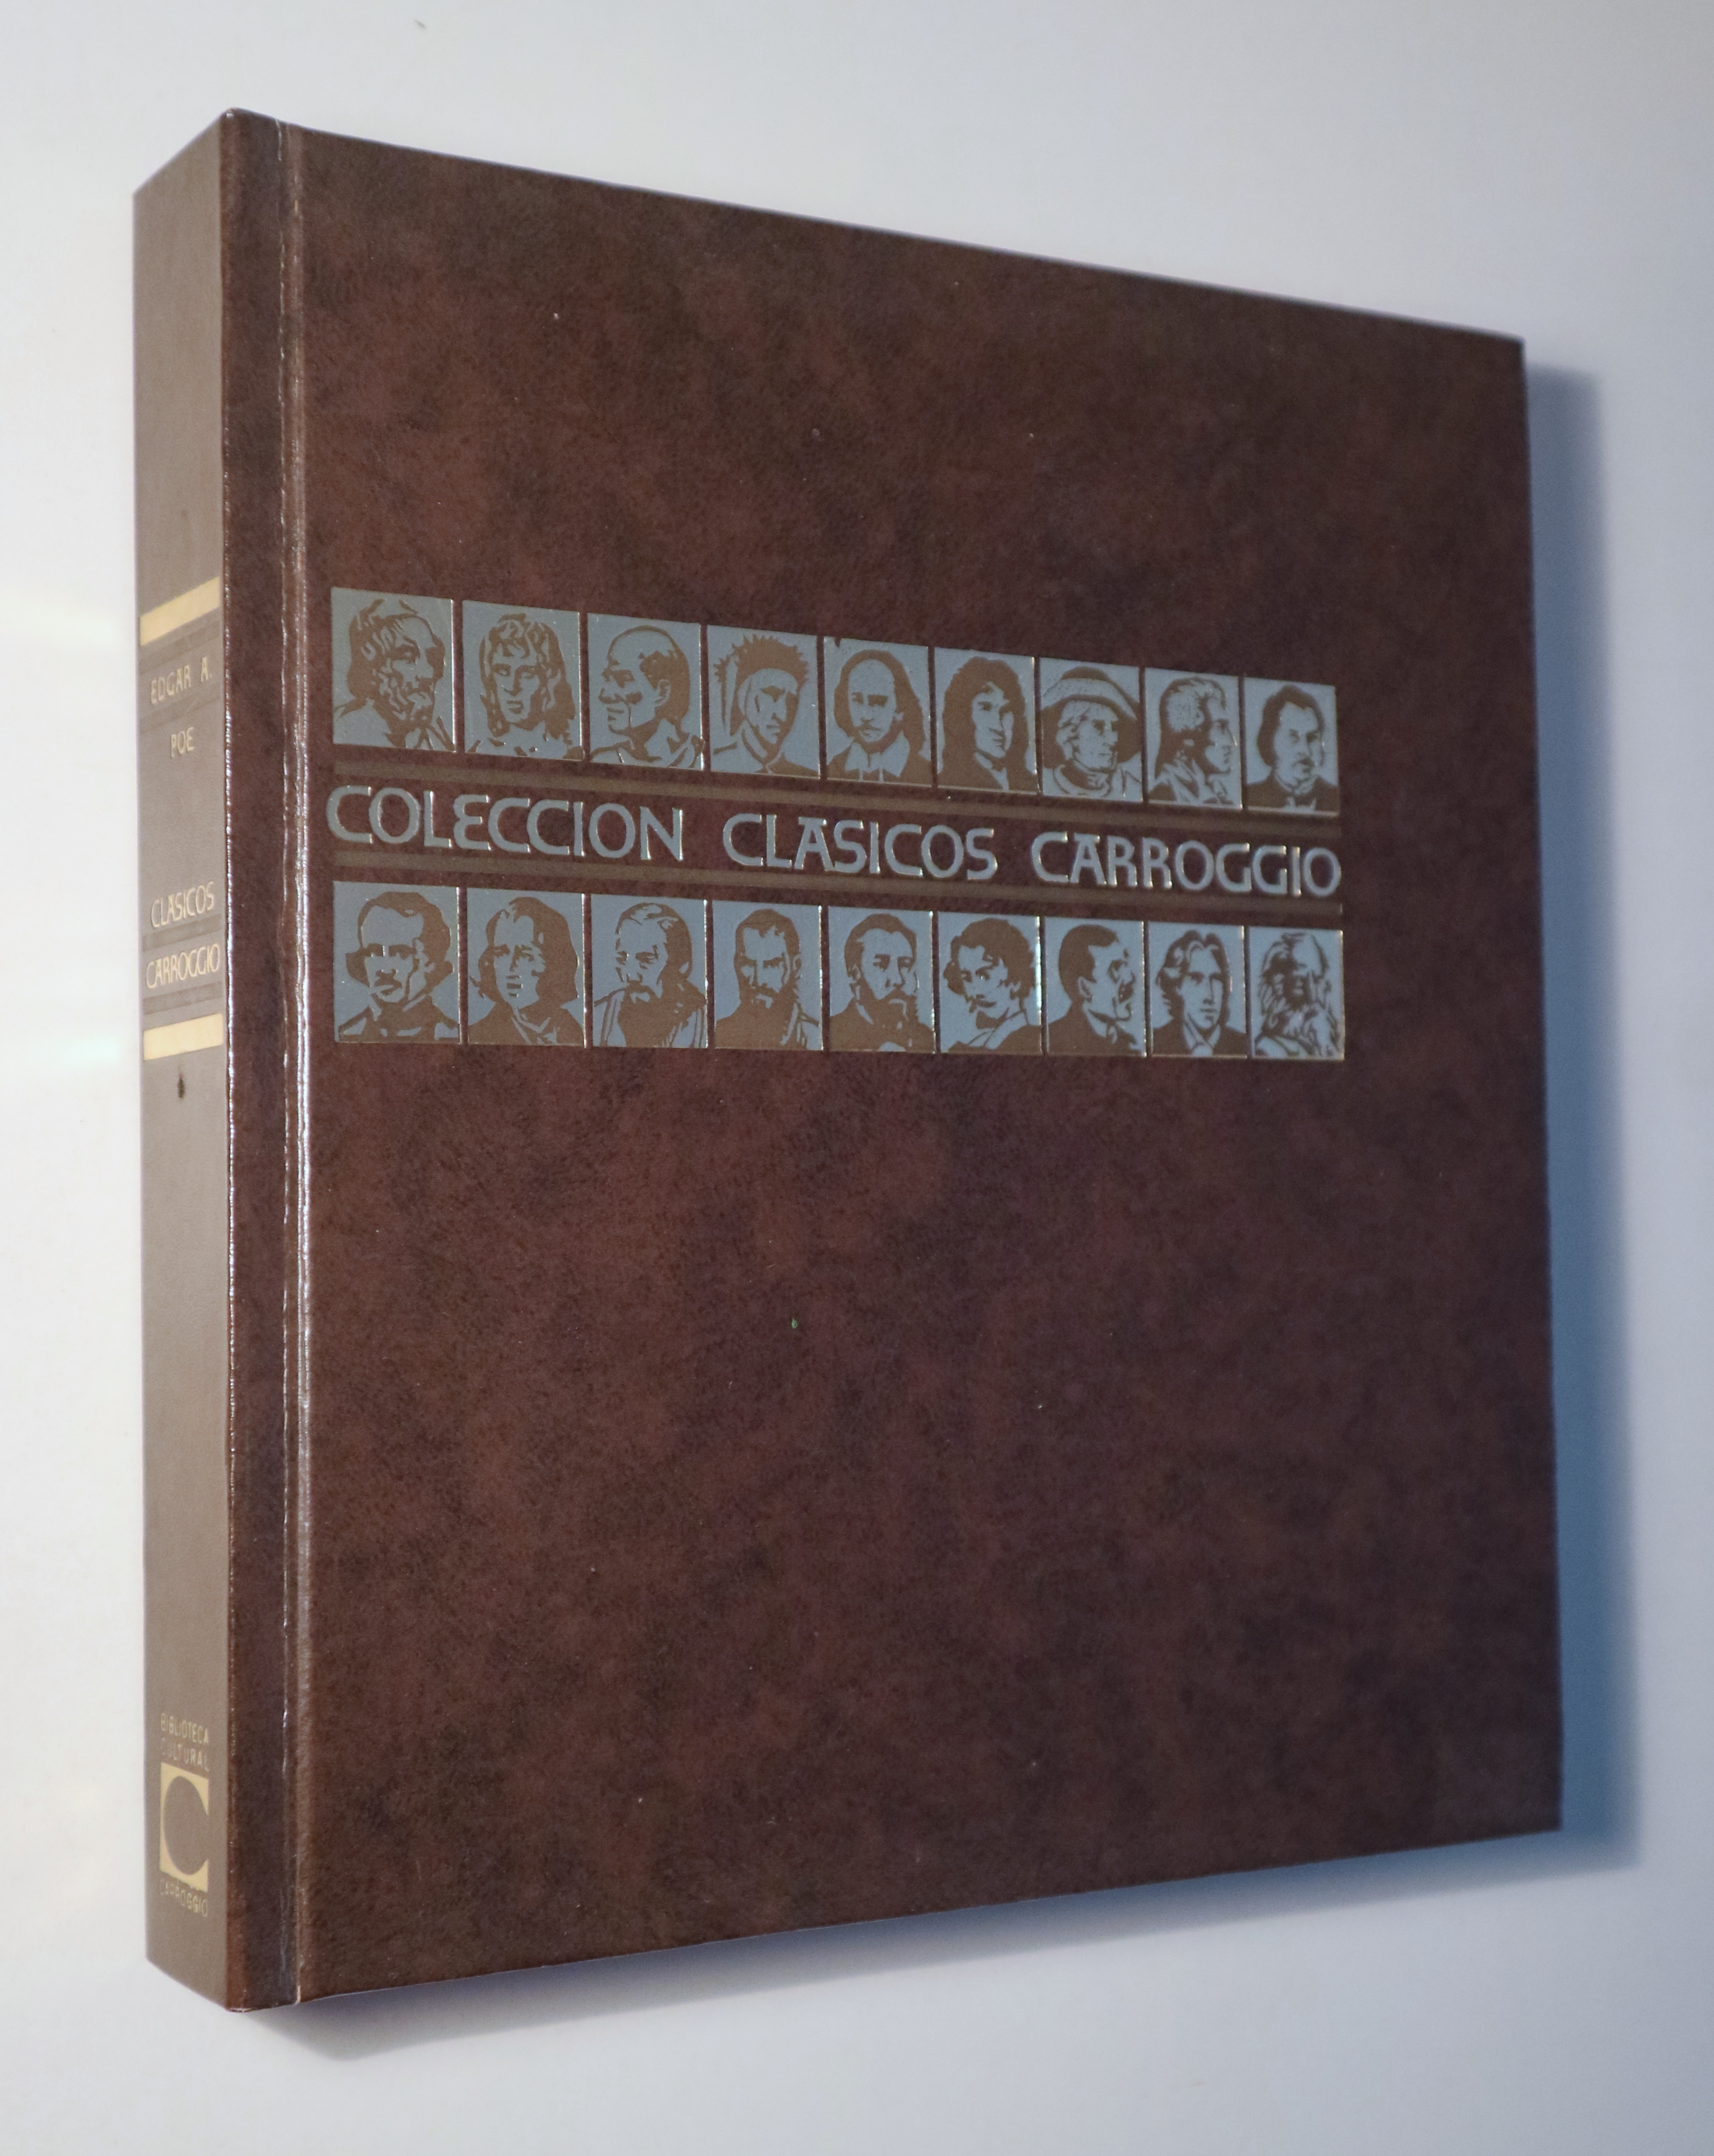 EDGAR A.
POE
CLASICOS
CARROGGIO
BIBLIOTECA
CULTURAL
CARROGGIO
COLECCION CLASICOS CARROGGIO